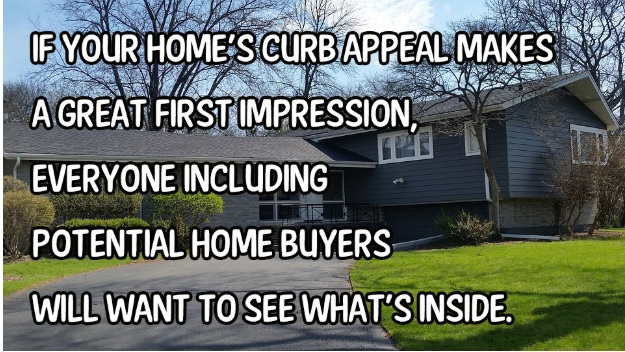 IF YOUR HOME'S CURB APPEAL MAKES
A GREAT FIRST IMPRESSION,
EVERYONE INCLUDING
POTENTIAL HOME BUYERS
WILL WANT TO SEE WHAT'S INSIDE.